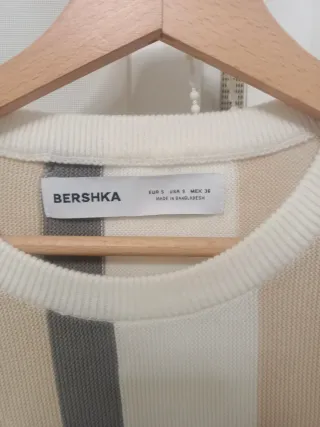 BERSHKA
EUR S USA S MEX 36
MADE IN BANGLADESH